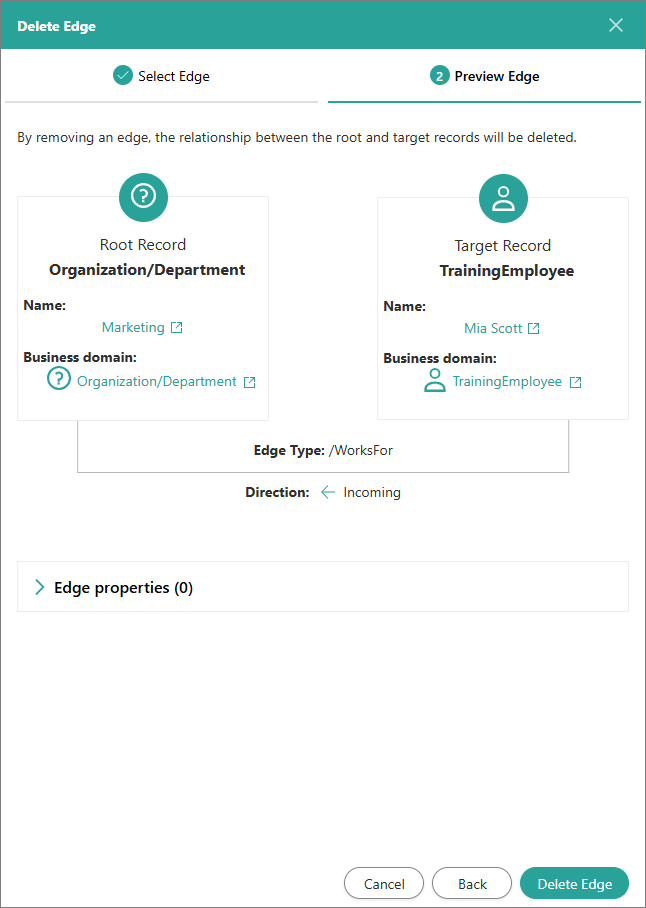 Delete Edge
Select Edge
2 Preview Edge
By removing an edge, the relationship between the root and target records will be deleted.
?
Root Record
Organization/Department
Name:
Marketing
Business domain:
? Organization/Department
Target Record
TrainingEmployee
Name:
Mia Scott
Business domain:
TrainingEmployee
Edge Type: /WorksFor
Direction: ← Incoming
Edge properties (0)
Cancel
Back
Delete Edge